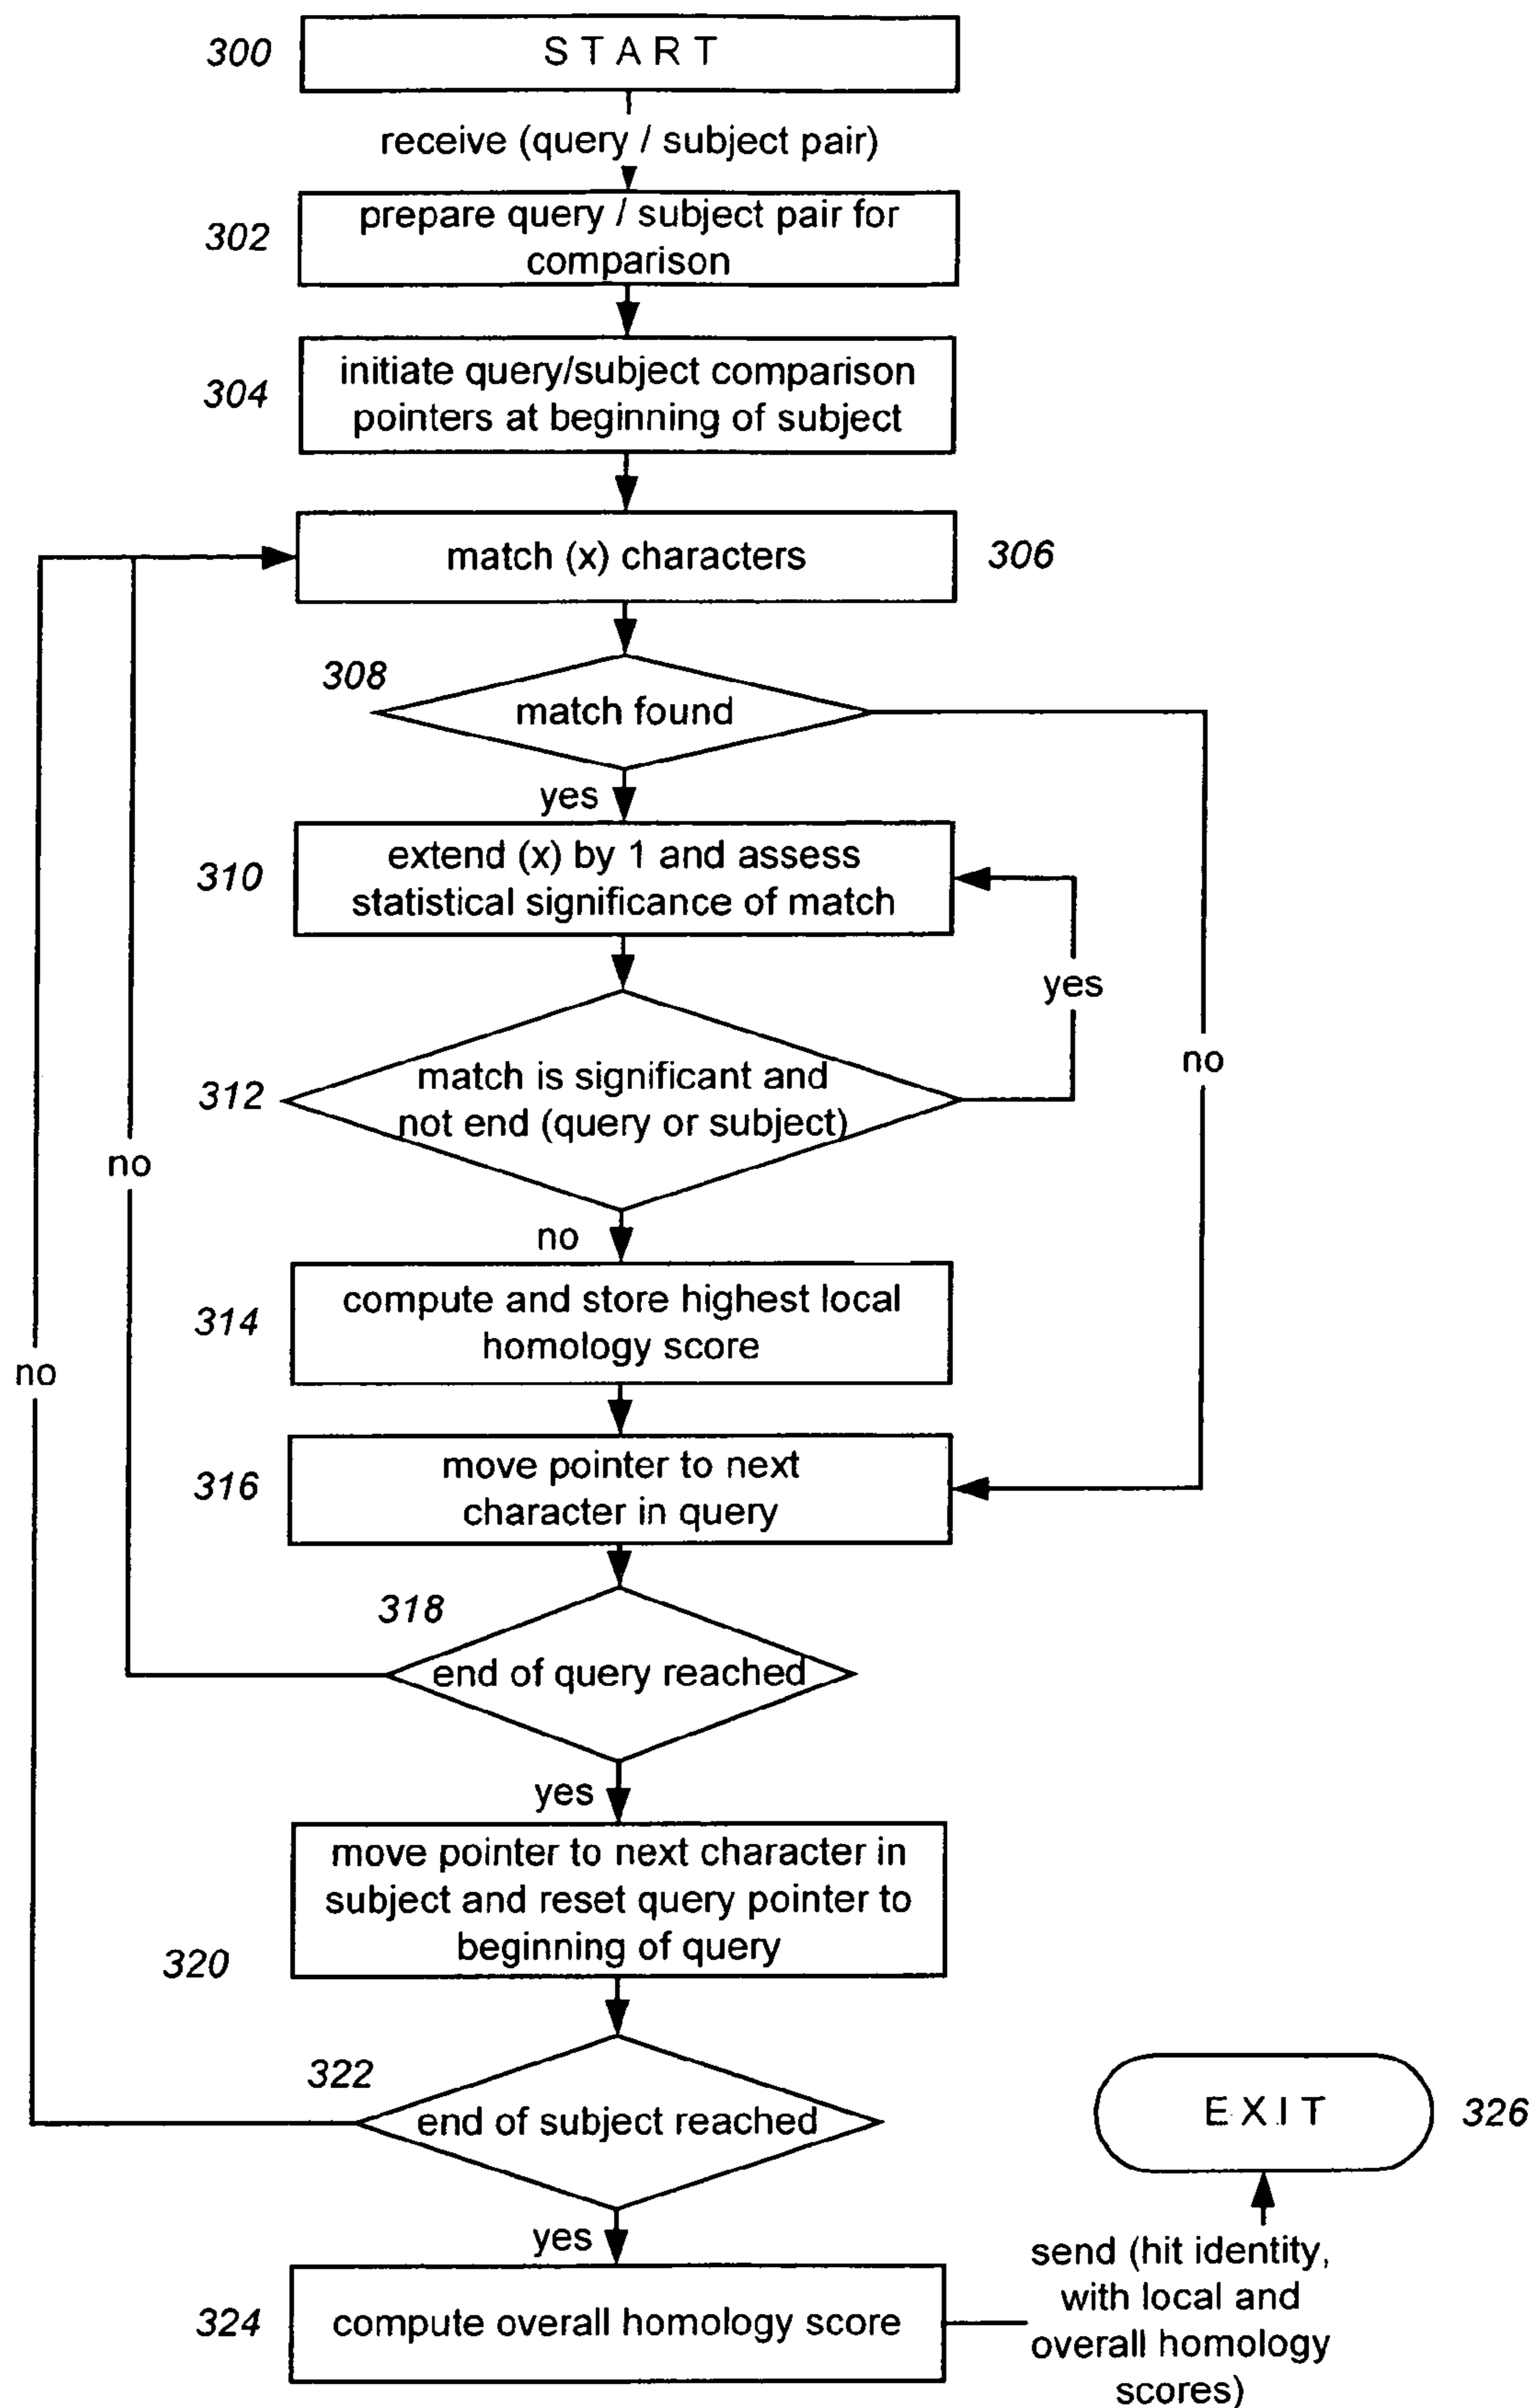 300
S T A R T
receive (query / subject pair)
302
prepare query / subject pair for
comparison
304
initiate query/subject comparison
pointers at beginning of subject
match (x) characters
306
308
match found
yes
310
extend (x) by 1 and assess
statistical significance of match
yes
no
312
match is significant and
not end (query or subject)
no
no
314
compute and store highest local
homology score
no
316
move pointer to next
character in query
318
end of query reached
yes
move pointer to next character in
subject and reset query pointer to
beginning of query
320
322
end of subject reached
E X I T
326
yes
send (hit identity,
with local and
overall homology
scores)
324
compute overall homology score